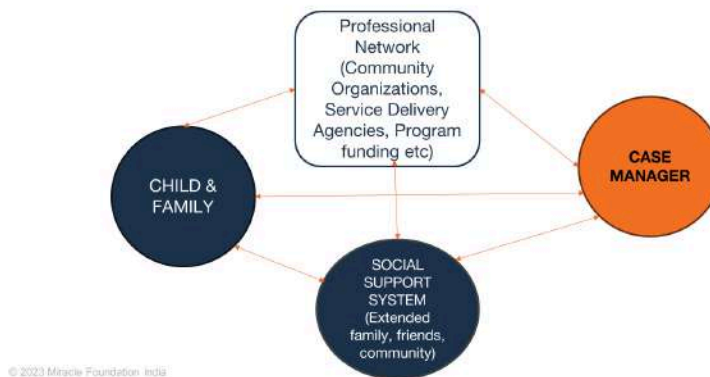 Professional
Network
(Community
Organizations,
Service Delivery
Agencies, Program
funding etc)
CHILD &
FAMILY
CASE
MANAGER
SOCIAL
SUPPORT
SYSTEM
(Extended
family, friends,
community)
© 2023 Miracle Foundation India